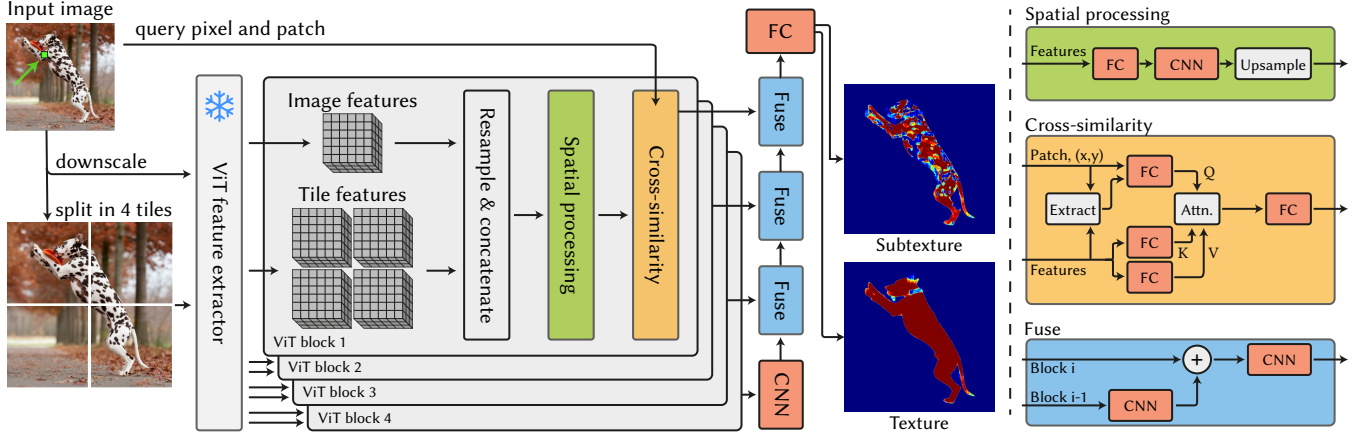 Input image
query pixel and patch
downscale
split in 4 tiles
ViT feature extractor
Image features
Tile features
Resample & concatenate
Spatial processing
Cross-similarity
ViT block 1
ViT block 2
ViT block 3
ViT block 4
FC
Fuse
Fuse
Fuse
CNN
Subtexture
Texture
Spatial processing
Features
FC
CNN
Upsample
Cross-similarity
Patch, (x,y)
FC
Q
Extract
Attn.
FC
FC
K
V
Features
FC
Fuse
Block i
+
CNN
Block i-1
CNN